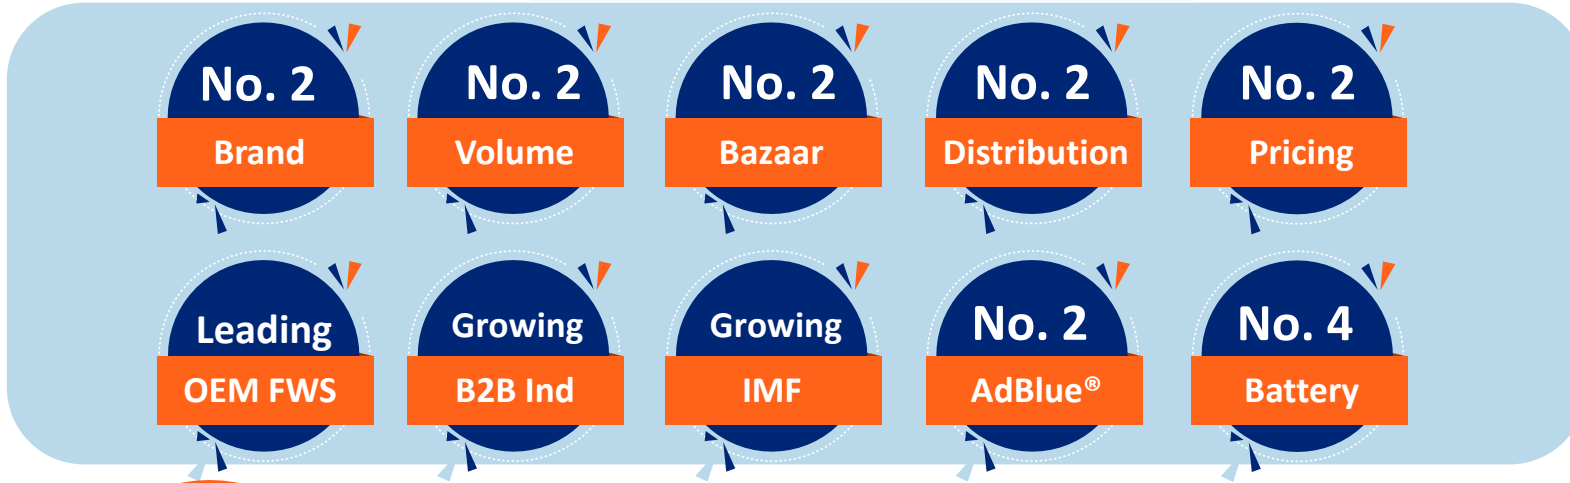 No. 2
Brand
No. 2
Volume
No. 2
Bazaar
No. 2
Distribution
No. 2
Pricing
Leading
OEM FWS
Growing
B2B Ind
Growing
IMF
No. 2
AdBlue®
No. 4
Battery